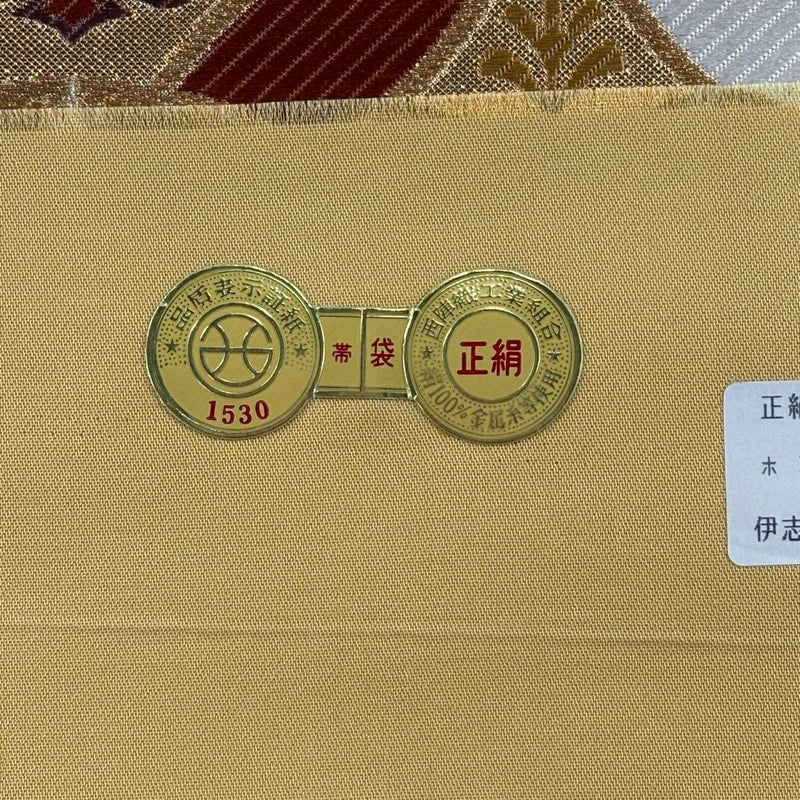 品質表示証紙
1530
帯 袋
西陣織工業組合
正絹
絹100%金属糸等使用
正
ホ
伊志